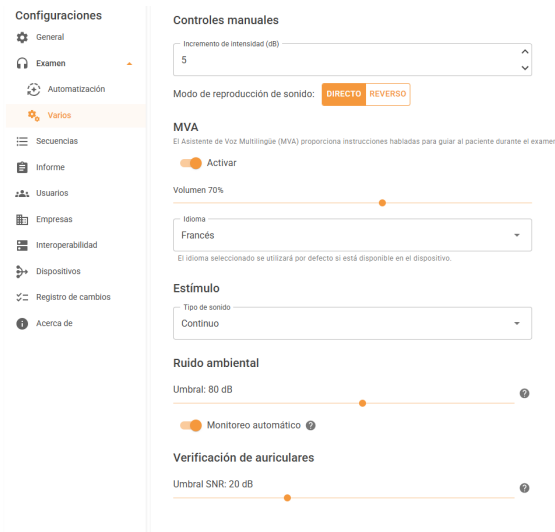 Configuraciones
General
Examen
Automatización
Varios
Secuencias
Informe
Usuarios
Empresas
Interoperabilidad
Dispositivos
Registro de cambios
Acerca de
Controles manuales
Incremento de intensidad (dB)
5
Modo de reproducción de sonido: DIRECTO REVERSO
MVA
El Asistente de Voz Multilingüe (MVA) proporciona instrucciones habladas para guiar al paciente durante el examen
Activar
Volumen 70%
Idioma
Francés
El idioma seleccionado se utilizará por defecto si está disponible en el dispositivo.
Estímulo
Tipo de sonido
Continuo
Ruido ambiental
Umbral: 80 dB
Monitoreo automático
Verificación de auriculares
Umbral SNR: 20 dB